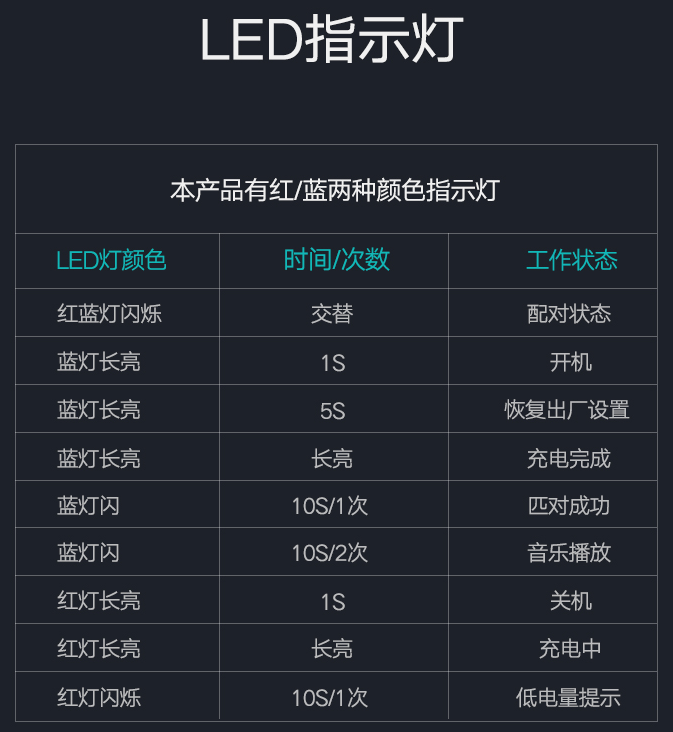 LED指示灯
本产品有红/蓝两种颜色指示灯
LED灯颜色 时间/次数 工作状态
红蓝灯闪烁 交替 配对状态
蓝灯长亮 1S 开机
蓝灯长亮 5S 恢复出厂设置
蓝灯长亮 长亮 充电完成
蓝灯闪 10S/1次 匹对成功
蓝灯闪 10S/2次 音乐播放
红灯长亮 1S 关机
红灯长亮 长亮 充电中
红灯闪烁 10S/1次 低电量提示